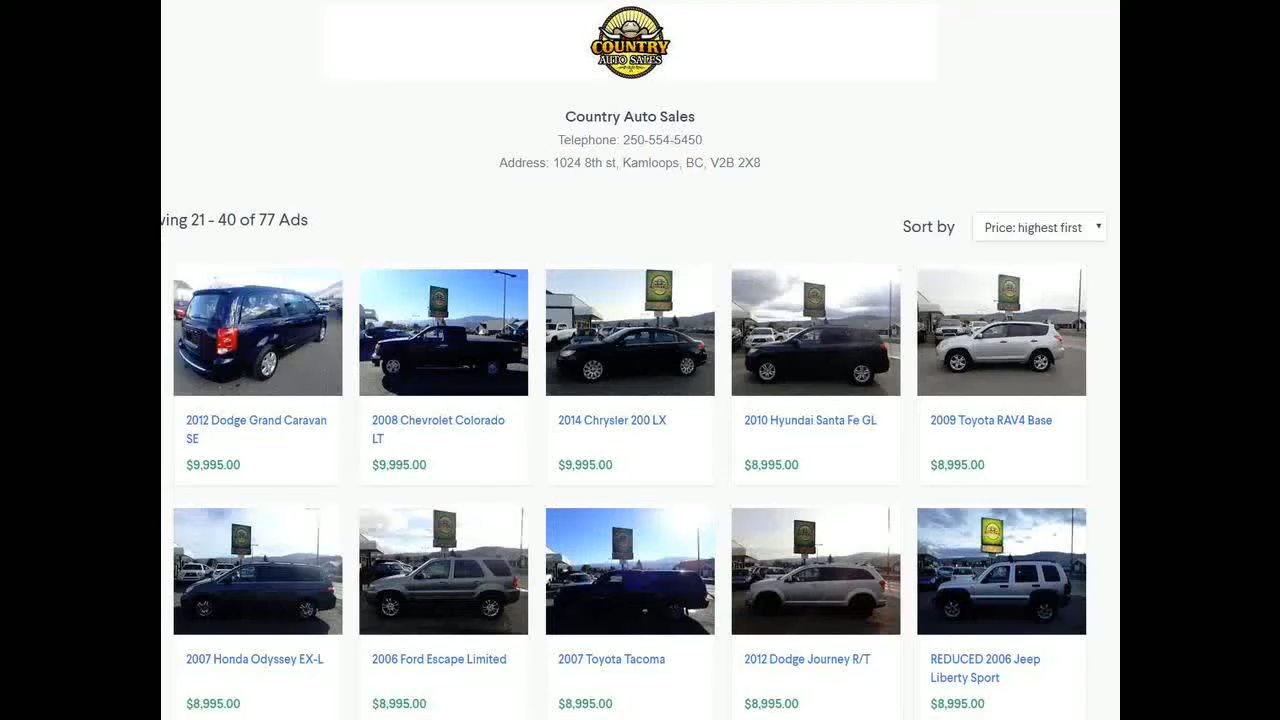 COUNTRY
AUTO SALES
Country Auto Sales
Telephone: 250-554-5450
Address: 1024 8th st, Kamloops, BC, V2B 2X8
ving 21 - 40 of 77 Ads
Sort by
Price: highest first
2012 Dodge Grand Caravan
SE
$9,995.00
2008 Chevrolet Colorado
LT
$9,995.00
2014 Chrysler 200 LX
$9,995.00
2010 Hyundai Santa Fe GL
$8,995.00
2009 Toyota RAV4 Base
$8,995.00
2007 Honda Odyssey EX-L
$8,995.00
2006 Ford Escape Limited
$8,995.00
2007 Toyota Tacoma
$8,995.00
2012 Dodge Journey R/T
$8,995.00
REDUCED 2006 Jeep
Liberty Sport
$8,995.00